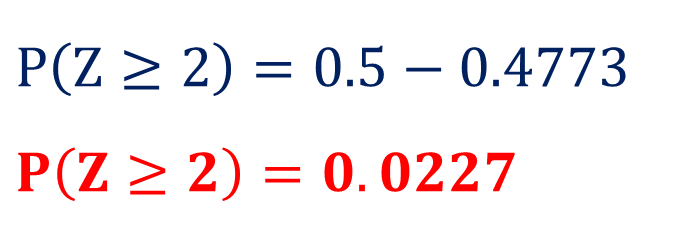 P(Z ≥ 2) = 0.5 − 0.4773
P(Z ≥ 2) = 0.0227